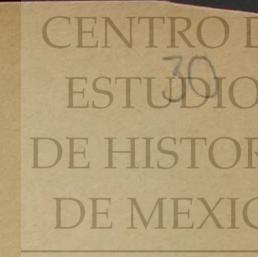 CENTRO D
30
ESTUDIO
DE HISTOR
DE MEXIC